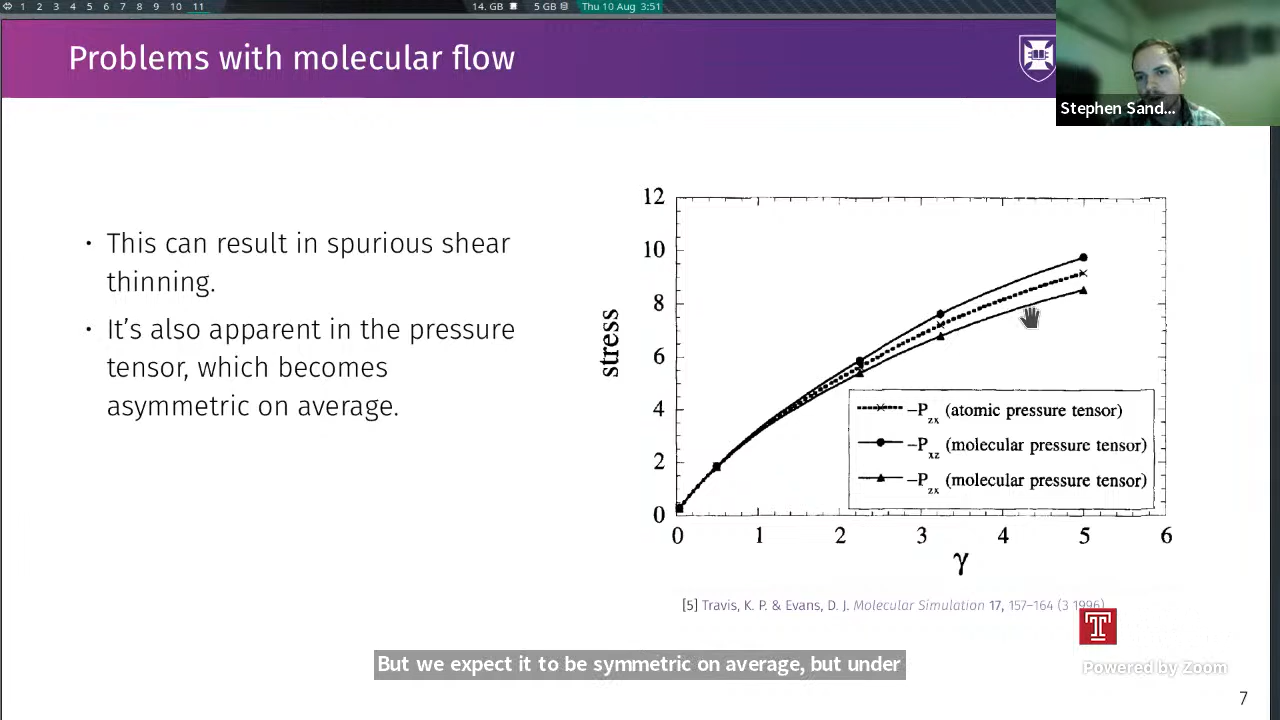 1 2 3 4 5 6 7 8 9 10 11 14. GB 5 GB Thu 10 Aug 3:51
Problems with molecular flow
Stephen Sand...
• This can result in spurious shear
thinning.
• It’s also apparent in the pressure
tensor, which becomes
asymmetric on average.
12
10
8
6
4
2
0
stress
−Pzx (atomic pressure tensor)
−Pxz (molecular pressure tensor)
−Pzx (molecular pressure tensor)
0 1 2 3 4 5 6
γ
[5] Travis, K. P. & Evans, D. J. Molecular Simulation 17, 157–164 (3 1996).
T
But we expect it to be symmetric on average, but under
Powered by Zoom
7